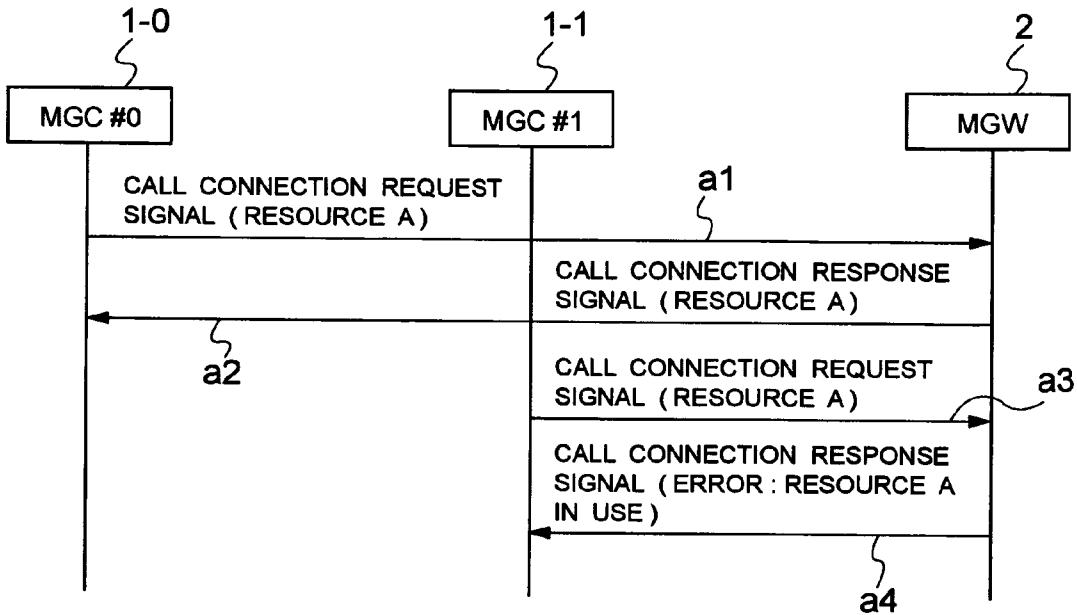 1-0
1-1
2
MGC #0
MGC #1
MGW
CALL CONNECTION REQUEST
SIGNAL ( RESOURCE A )
a1
CALL CONNECTION RESPONSE
SIGNAL ( RESOURCE A )
a2
CALL CONNECTION REQUEST
SIGNAL ( RESOURCE A )
a3
CALL CONNECTION RESPONSE
SIGNAL ( ERROR : RESOURCE A
IN USE )
a4